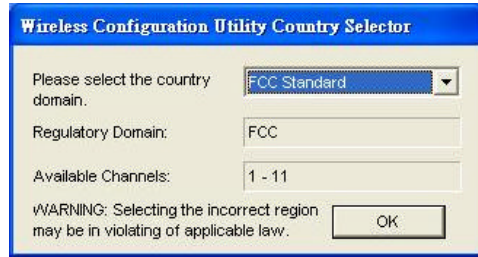 Wireless Configuration Utility Country Selector
Please select the country
domain.
FCC Standard
Regulatory Domain:
FCC
Available Channels:
1 - 11
WARNING: Selecting the incorrect region
may be in violating of applicable law.
OK